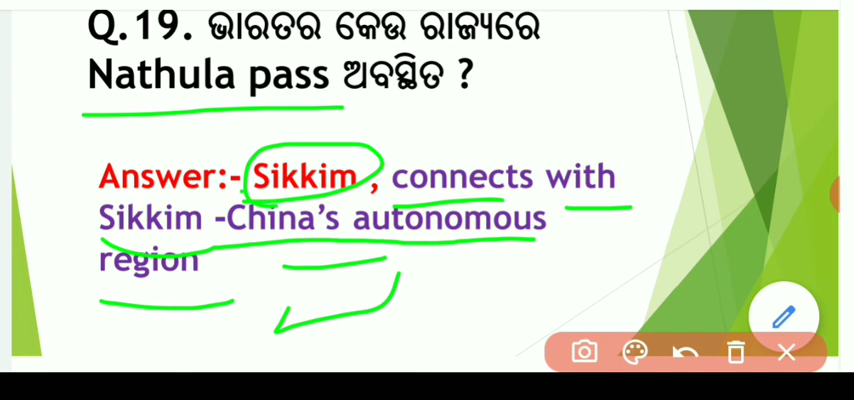 Q.19. ଭାରତର କେଉ ରାଜ୍ୟରେ
Nathula pass ଅବସ୍ଥିତ ?
Answer:- Sikkim , connects with
Sikkim -China's autonomous
region